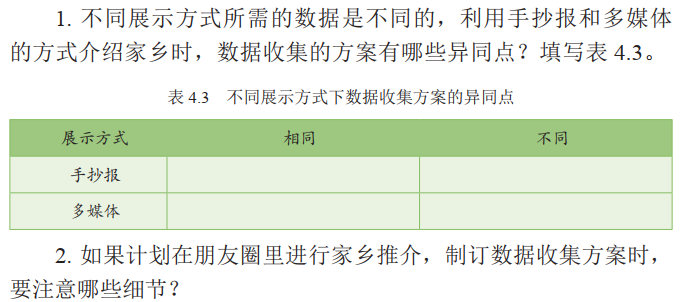 1. 不同展示方式所需的数据是不同的，利用手抄报和多媒体
的方式介绍家乡时，数据收集的方案有哪些异同点？填写表 4.3。
表 4.3　不同展示方式下数据收集方案的异同点
展示方式　相同　不同
手抄报
多媒体
2. 如果计划在朋友圈里进行家乡推介，制订数据收集方案时，
要注意哪些细节？